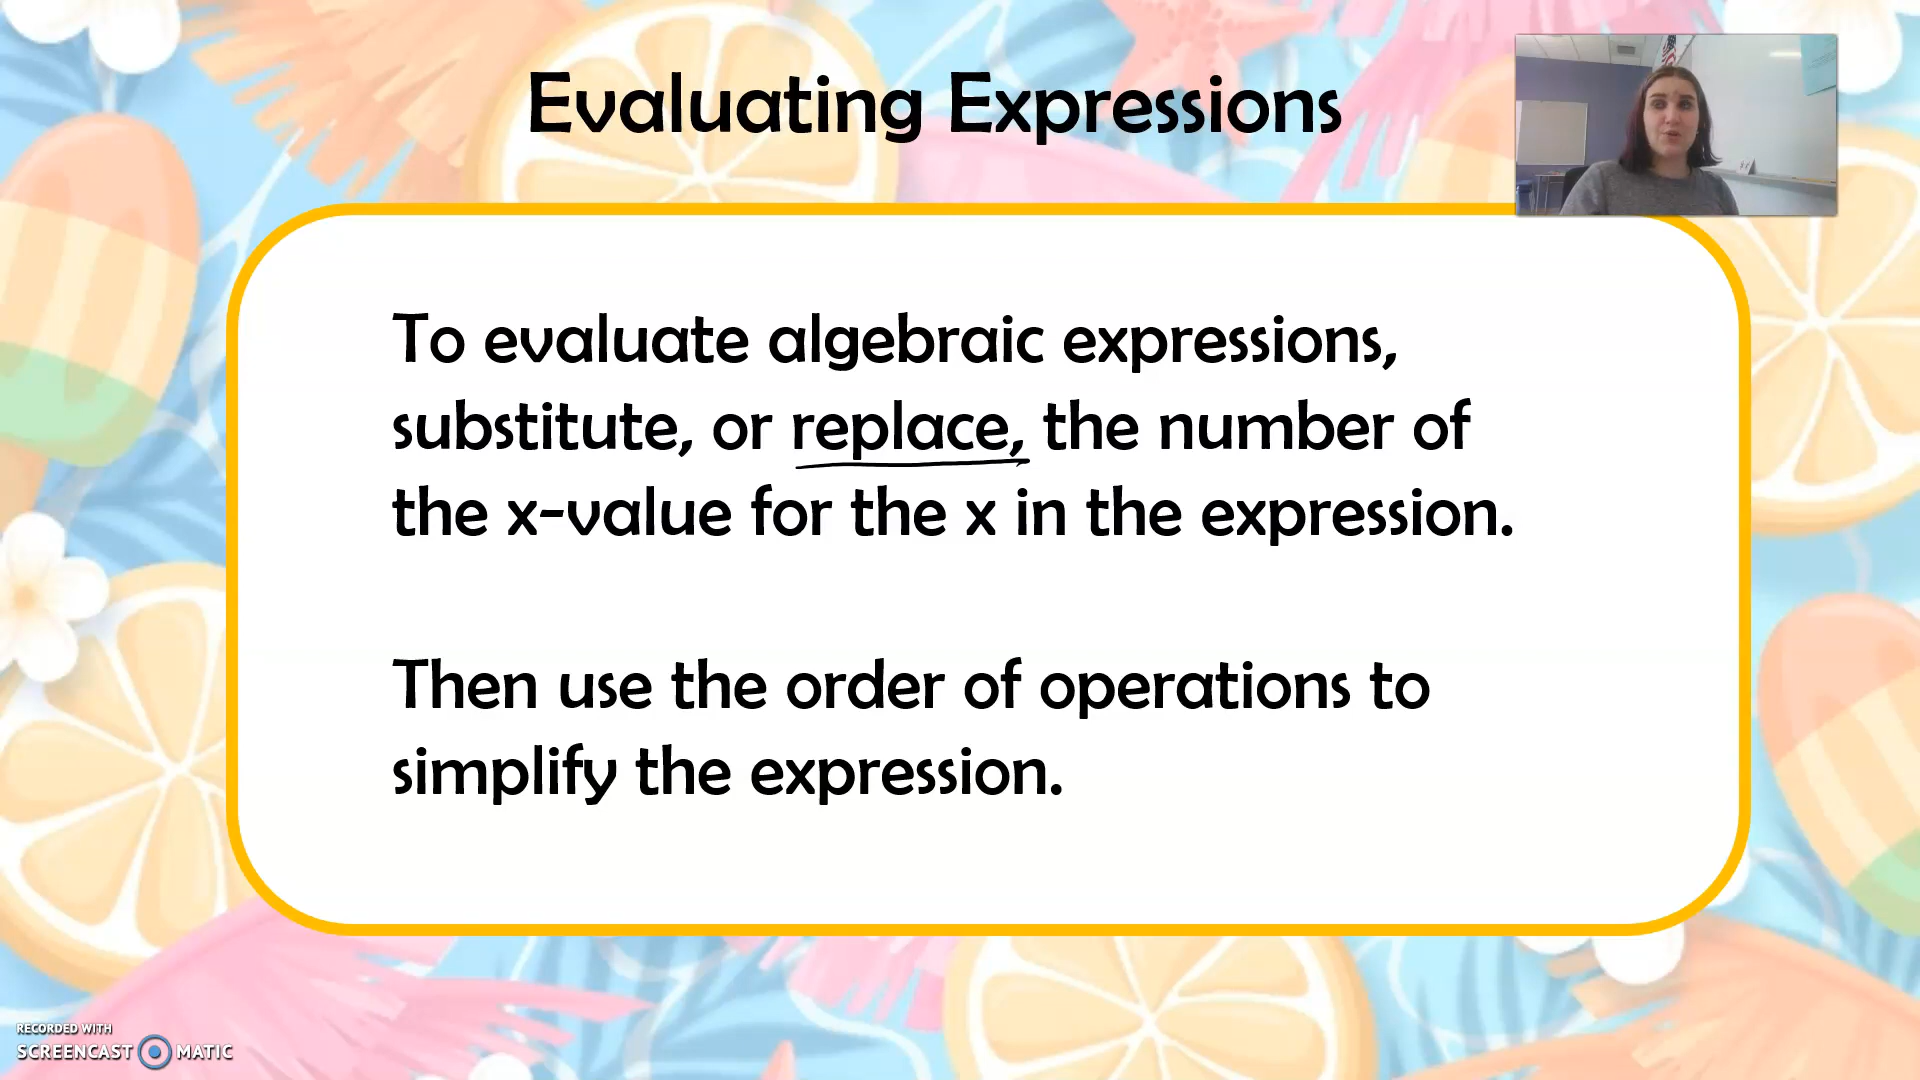 Evaluating Expressions
To evaluate algebraic expressions,
substitute, or replace, the number of
the x-value for the x in the expression.
Then use the order of operations to
simplify the expression.
RECORDED WITH
SCREENCAST MATIC